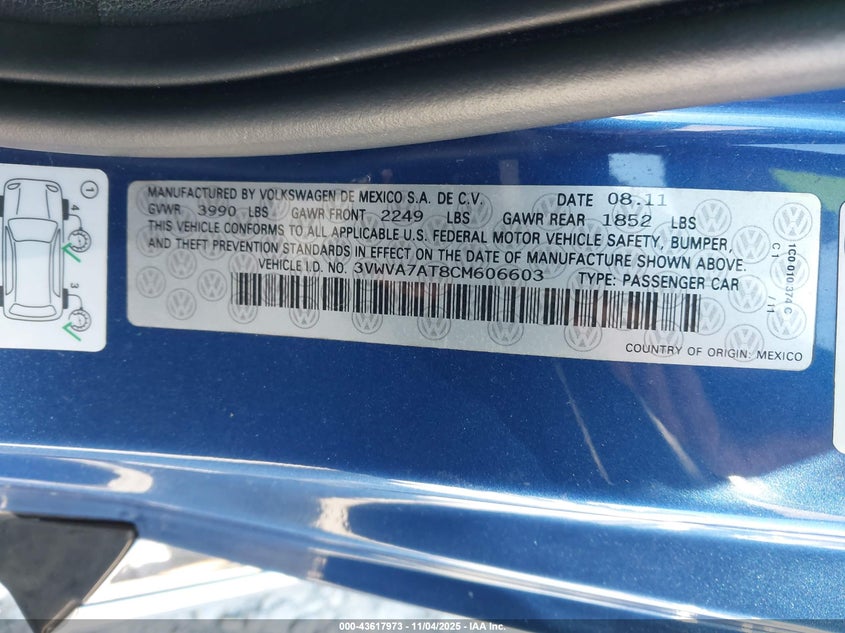 MANUFACTURED BY VOLKSWAGEN DE MEXICO S.A. DE C.V. DATE 08.11
GVWR 3990 LBS GAWR FRONT 2249 LBS GAWR REAR 1852 LBS
THIS VEHICLE CONFORMS TO ALL APPLICABLE U.S. FEDERAL MOTOR VEHICLE SAFETY, BUMPER,
AND THEFT PREVENTION STANDARDS IN EFFECT ON THE DATE OF MANUFACTURE SHOWN ABOVE.
VEHICLE I.D. NO. 3VWVA7AT8CM606603 TYPE: PASSENGER CAR
COUNTRY OF ORIGIN: MEXICO
1C0 010 374 C
C1 /11
1
4
3
000-43617973 - 11/04/2025 - IAA Inc.